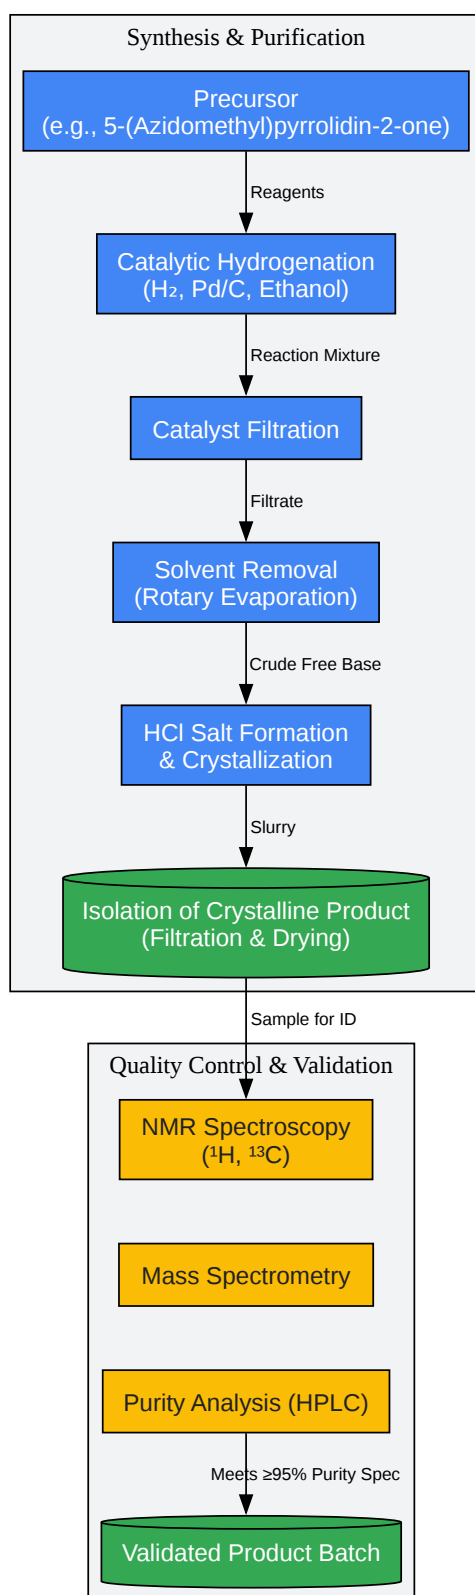 Synthesis & Purification
Precursor
(e.g., 5-(Azidomethyl)pyrrolidin-2-one)
Reagents
Catalytic Hydrogenation
(H₂, Pd/C, Ethanol)
Reaction Mixture
Catalyst Filtration
Filtrate
Solvent Removal
(Rotary Evaporation)
Crude Free Base
HCl Salt Formation
& Crystallization
Slurry
Isolation of Crystalline Product
(Filtration & Drying)
Sample for ID
Quality Control & Validation
NMR Spectroscopy
(¹H, ¹³C)
Mass Spectrometry
Purity Analysis (HPLC)
Meets ≥95% Purity Spec
Validated Product Batch